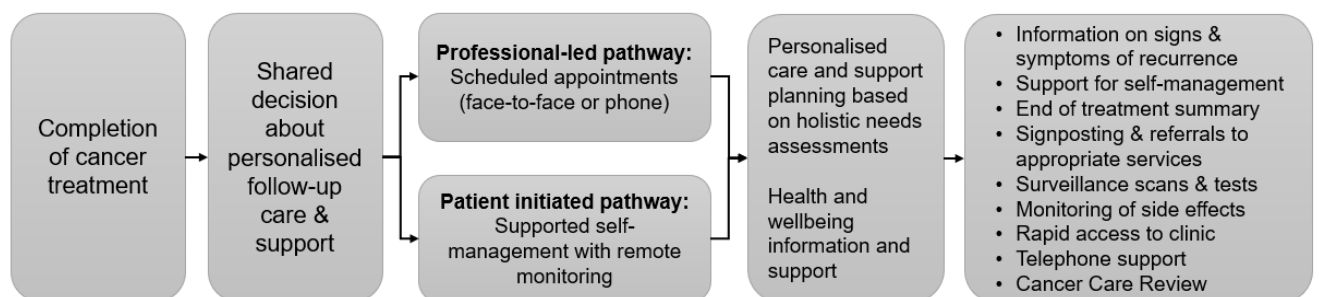 Completion
of cancer
treatment
Shared
decision
about
personalised
follow-up
care &
support
Professional-led pathway:
Scheduled appointments
(face-to-face or phone)
Patient initiated pathway:
Supported self-
management with remote
monitoring
Personalised
care and support
planning based
on holistic needs
assessments
Health and
wellbeing
information and
support
• Information on signs &
symptoms of recurrence
• Support for self-management
• End of treatment summary
• Signposting & referrals to
appropriate services
• Surveillance scans & tests
• Monitoring of side effects
• Rapid access to clinic
• Telephone support
• Cancer Care Review